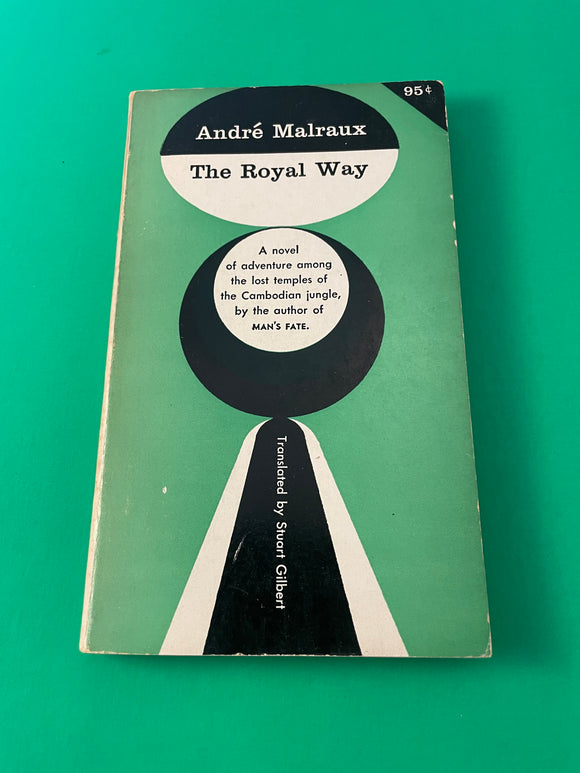 95¢
André Malraux
The Royal Way
A novel
of adventure among
the lost temples of
the Cambodian jungle,
by the author of
MAN'S FATE.
Translated by Stuart Gilbert